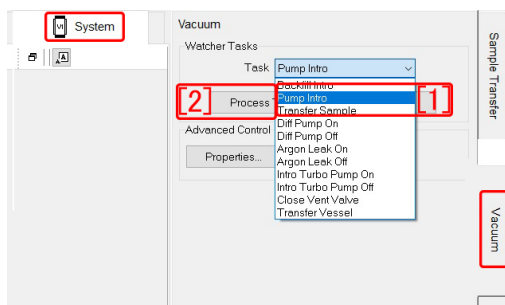 System
Vacuum
Watcher Tasks
Task Pump Intro
Backfill Intro
[2] Process Pump Intro [1]
Transfer Sample
Advanced Control
Diff Pump On
Diff Pump Off
Properties...
Argon Leak On
Argon Leak Off
Intro Turbo Pump On
Intro Turbo Pump Off
Close Vent Valve
Transfer Vessel
Sample Transfer
Vacuum